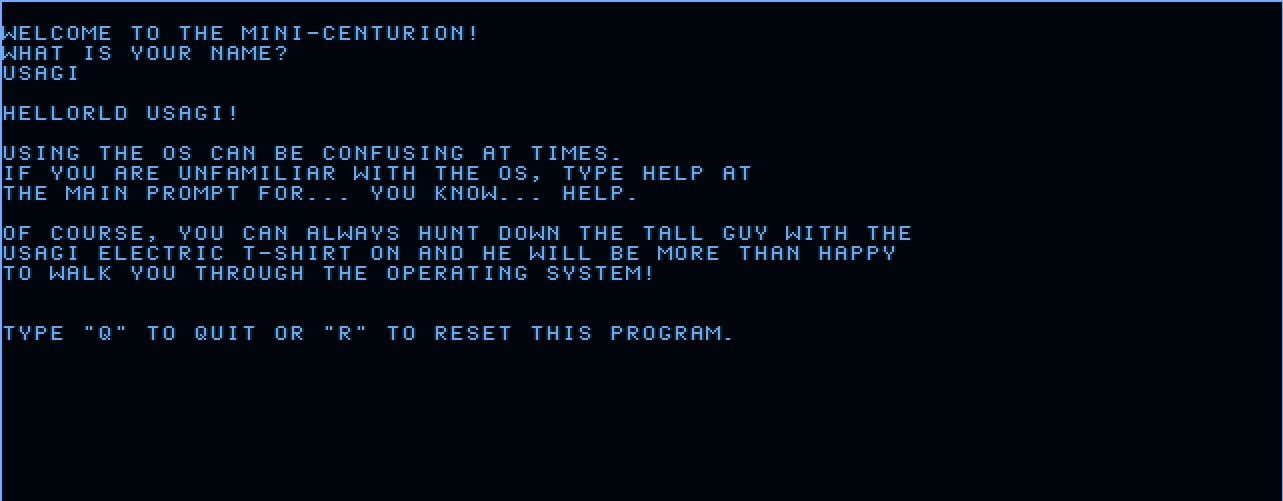 WELCOME TO THE MINI-CENTURION!
WHAT IS YOUR NAME?
USAGI
HELLORLD USAGI!
USING THE OS CAN BE CONFUSING AT TIMES.
IF YOU ARE UNFAMILIAR WITH THE OS, TYPE HELP AT
THE MAIN PROMPT FOR... YOU KNOW... HELP.
OF COURSE, YOU CAN ALWAYS HUNT DOWN THE TALL GUY WITH THE
USAGI ELECTRIC T-SHIRT ON AND HE WILL BE MORE THAN HAPPY
TO WALK YOU THROUGH THE OPERATING SYSTEM!
TYPE "Q" TO QUIT OR "R" TO RESET THIS PROGRAM.